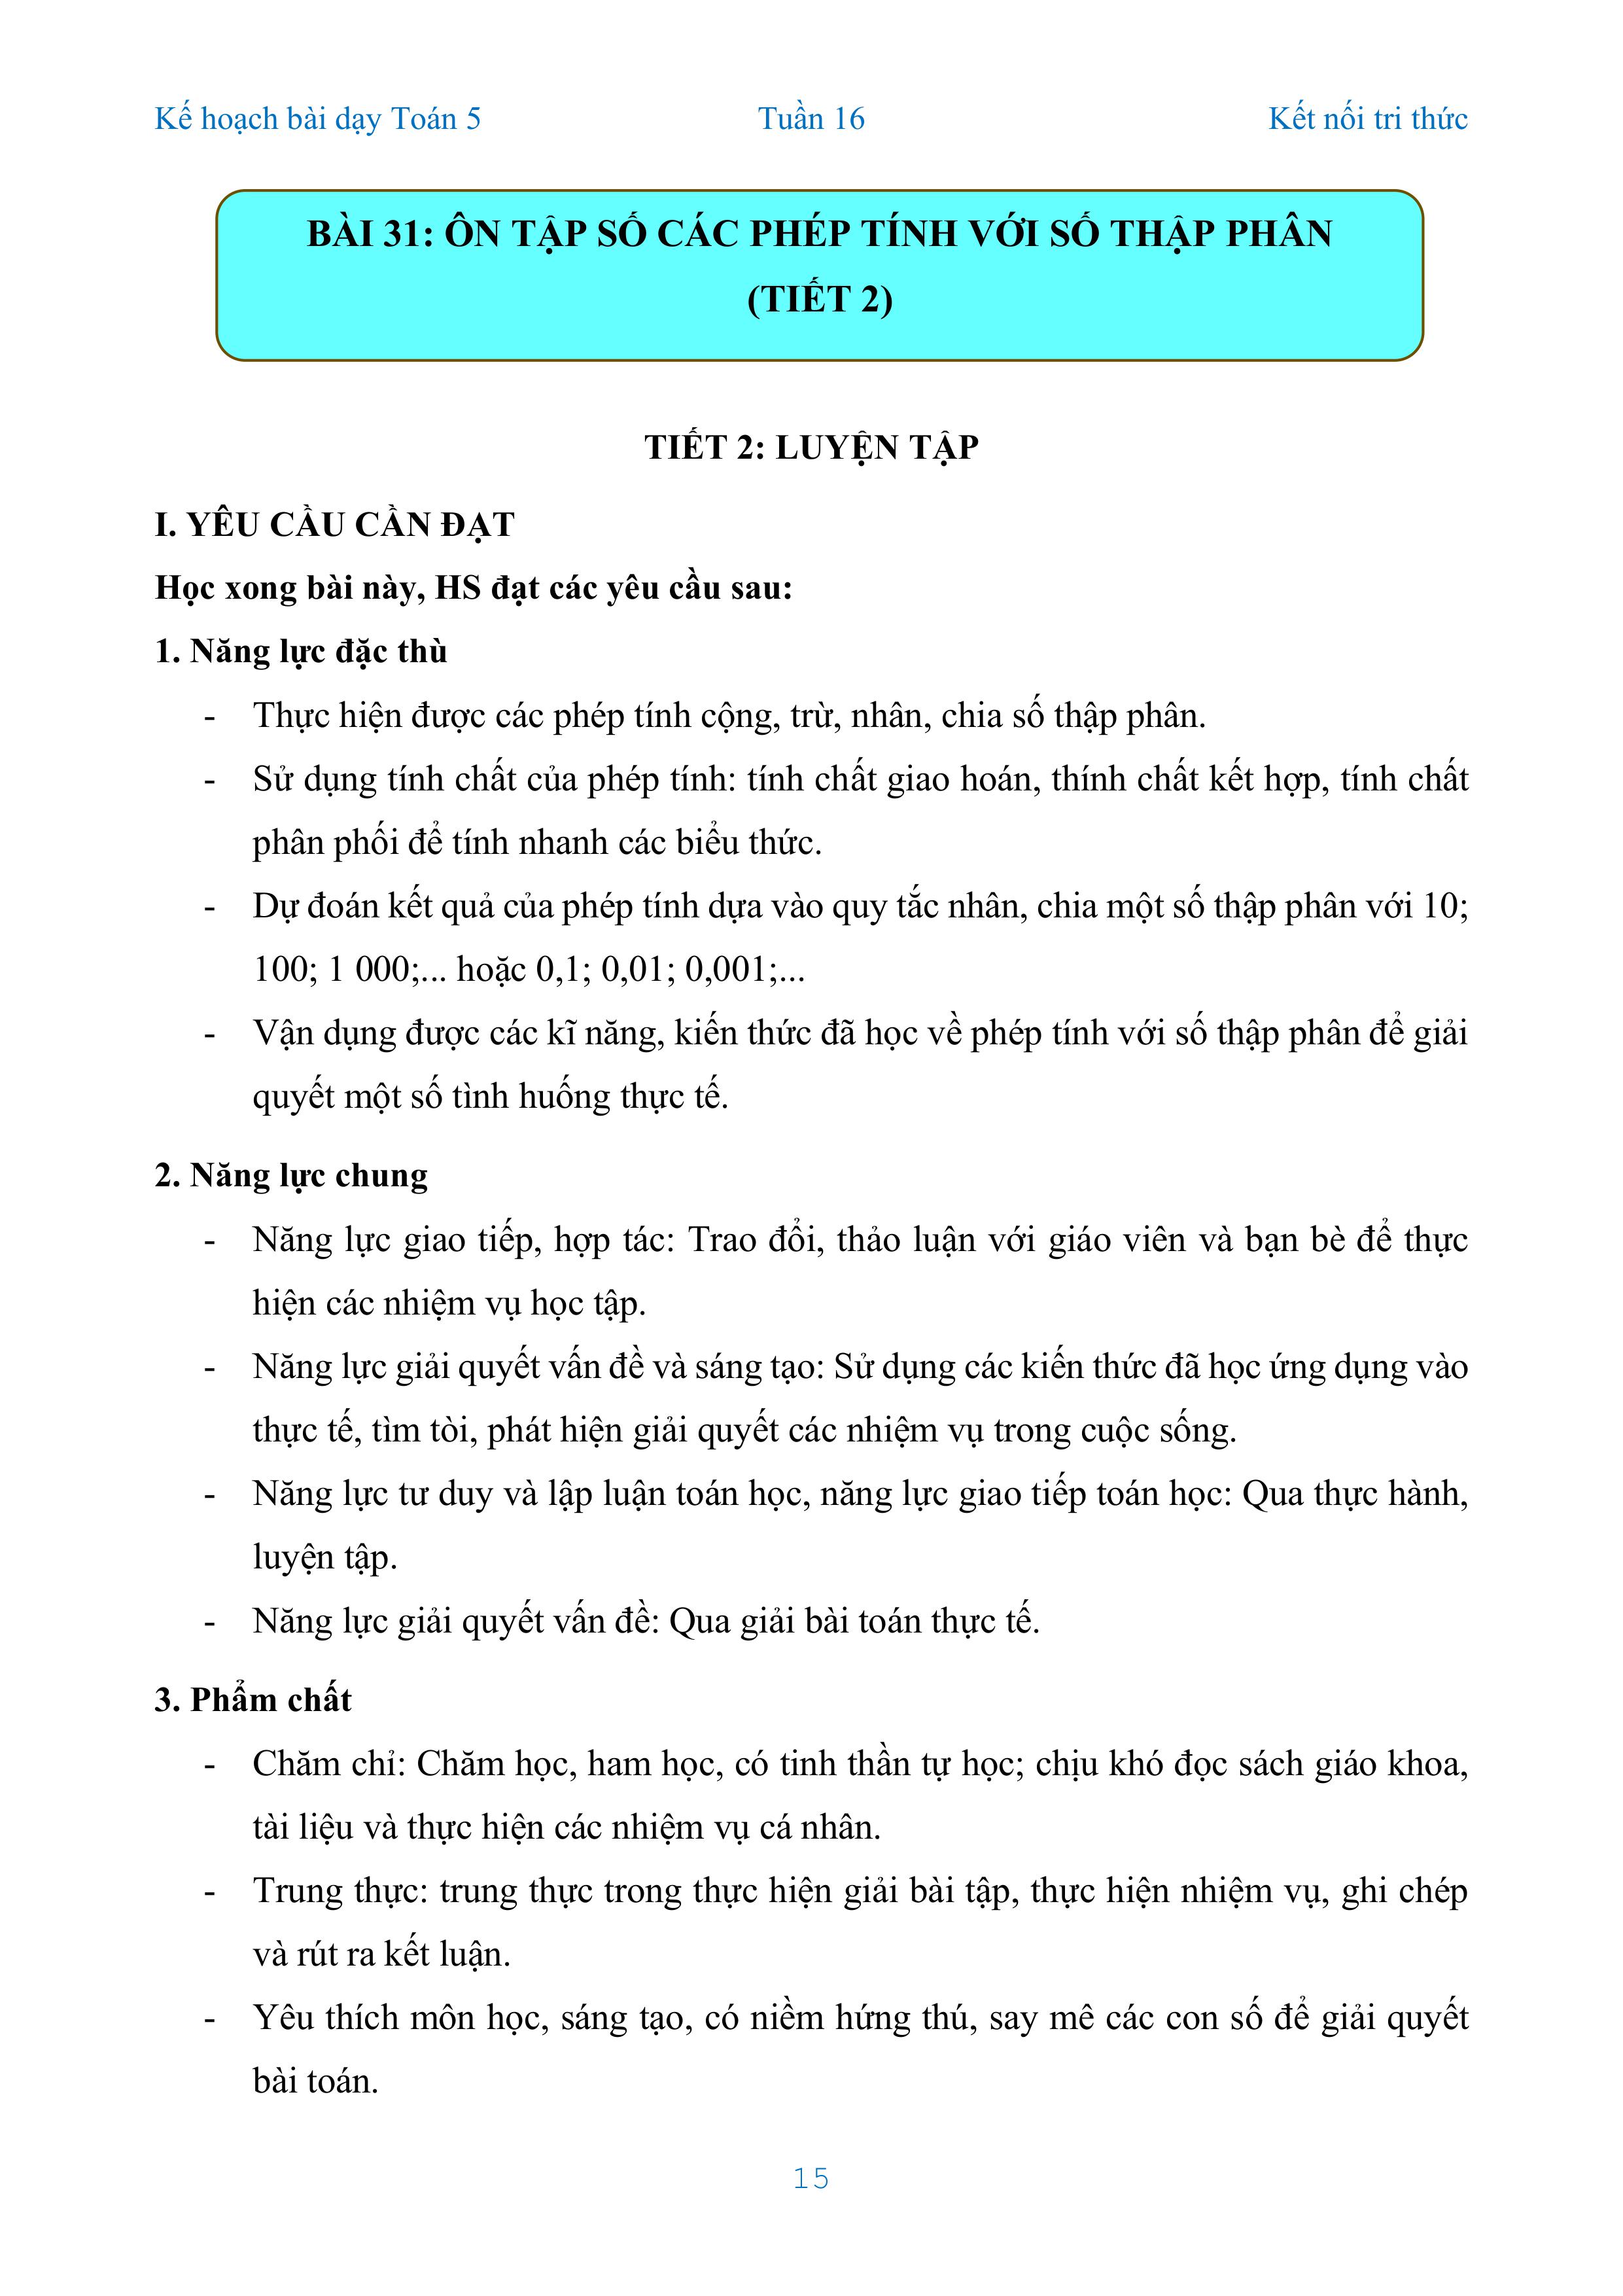 Kế hoạch bài dạy Toán 5 Tuần 16 Kết nối tri thức
BÀI 31: ÔN TẬP SỐ CÁC PHÉP TÍNH VỚI SỐ THẬP PHÂN
(TIẾT 2)
TIẾT 2: LUYỆN TẬP
I. YÊU CẦU CẦN ĐẠT
Học xong bài này, HS đạt các yêu cầu sau:
1. Năng lực đặc thù
- Thực hiện được các phép tính cộng, trừ, nhân, chia số thập phân.
- Sử dụng tính chất của phép tính: tính chất giao hoán, thính chất kết hợp, tính chất
phân phối để tính nhanh các biểu thức.
- Dự đoán kết quả của phép tính dựa vào quy tắc nhân, chia một số thập phân với 10;
100; 1 000;... hoặc 0,1; 0,01; 0,001;...
- Vận dụng được các kĩ năng, kiến thức đã học về phép tính với số thập phân để giải
quyết một số tình huống thực tế.
2. Năng lực chung
- Năng lực giao tiếp, hợp tác: Trao đổi, thảo luận với giáo viên và bạn bè để thực
hiện các nhiệm vụ học tập.
- Năng lực giải quyết vấn đề và sáng tạo: Sử dụng các kiến thức đã học ứng dụng vào
thực tế, tìm tòi, phát hiện giải quyết các nhiệm vụ trong cuộc sống.
- Năng lực tư duy và lập luận toán học, năng lực giao tiếp toán học: Qua thực hành,
luyện tập.
- Năng lực giải quyết vấn đề: Qua giải bài toán thực tế.
3. Phẩm chất
- Chăm chỉ: Chăm học, ham học, có tinh thần tự học; chịu khó đọc sách giáo khoa,
tài liệu và thực hiện các nhiệm vụ cá nhân.
- Trung thực: trung thực trong thực hiện giải bài tập, thực hiện nhiệm vụ, ghi chép
và rút ra kết luận.
- Yêu thích môn học, sáng tạo, có niềm hứng thú, say mê các con số để giải quyết
bài toán.
15